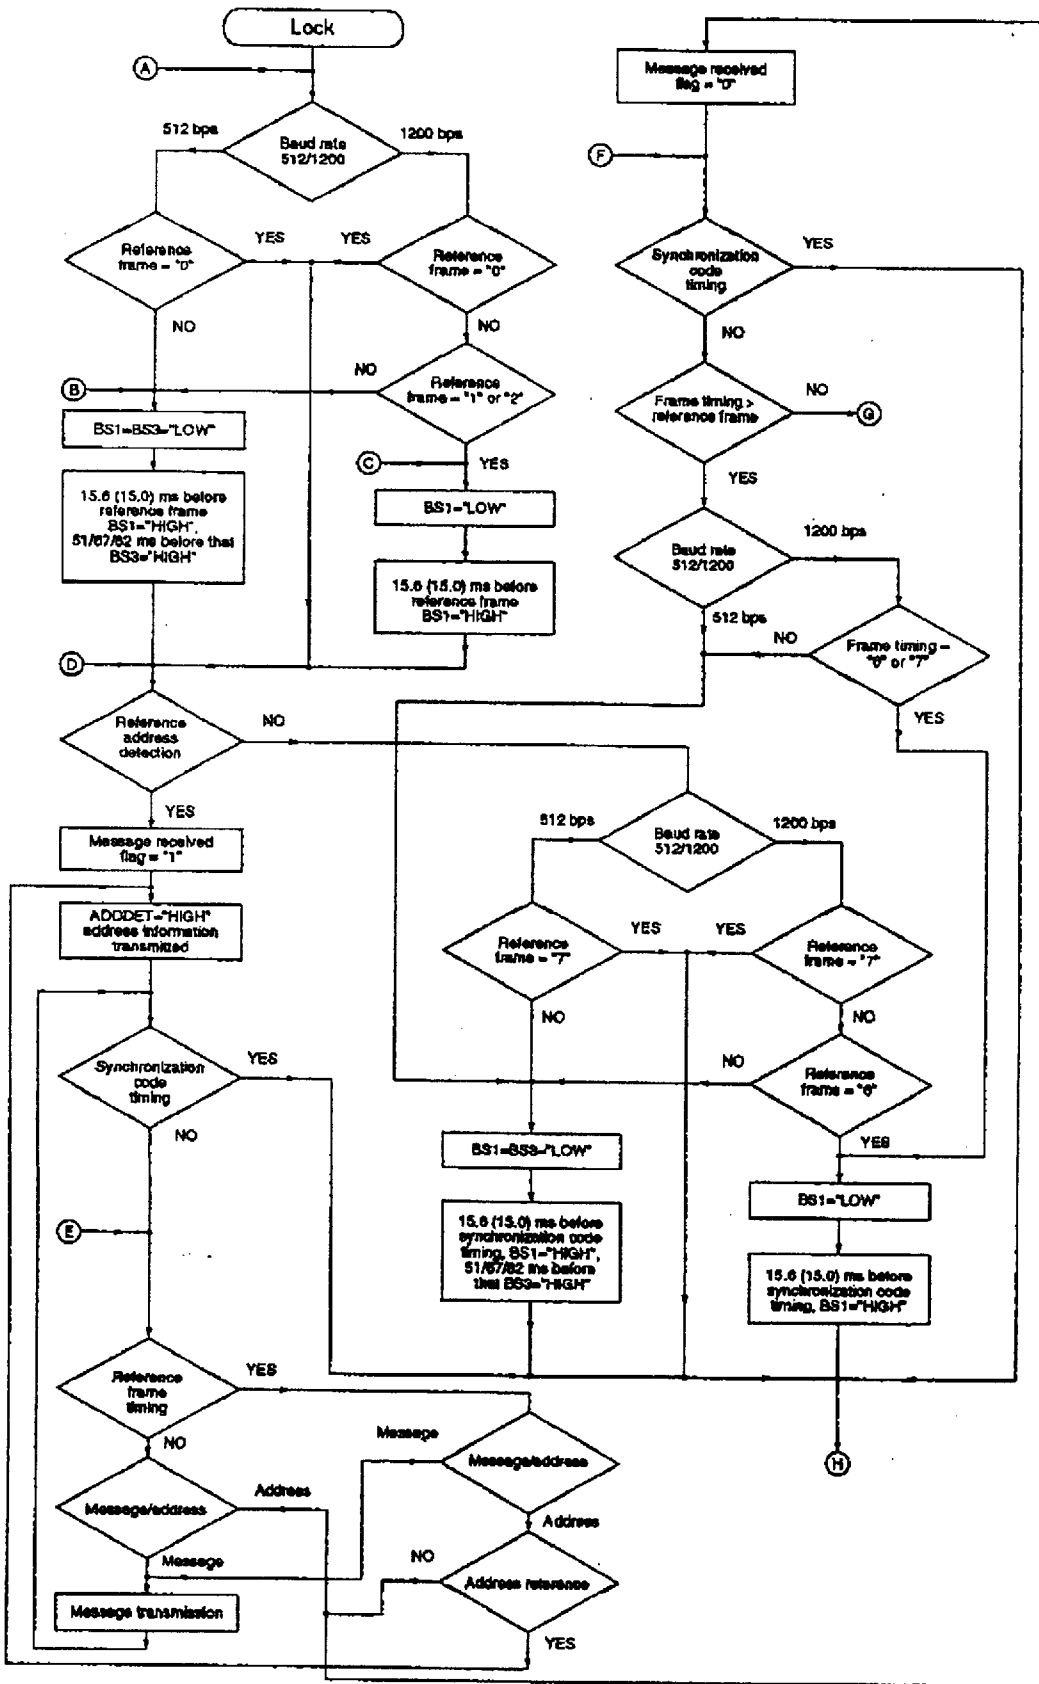 Lock
A
512 bps
1200 bps
Baud rate
512/1200
Reference
frame = "0"
YES
YES
Reference
frame = "0"
NO
NO
NO
Reference
frame = "1" or "2"
B
BS1=BS3="LOW"
C
YES
BS1="LOW"
15.6 (15.0) ms before
reference frame
BS1="HIGH",
51/67/82 ms before that
BS3="HIGH"
15.6 (15.0) ms before
reference frame
BS1="HIGH"
D
Reference
address
detection
NO
YES
Message received
flag = "1"
ADDDET="HIGH"
address information
transmitted
Synchronization
code
timing
YES
NO
E
Reference
frame
timing
YES
NO
Message/address
Address
Message
Message transmission
Message
Message/address
Address
NO
Address reference
YES
Message received
flag = "0"
F
Synchronization
code
timing
YES
NO
Frame timing >
reference frame
NO
G
YES
Baud rate
512/1200
1200 bps
512 bps
NO
Frame timing =
"6" or "7"
YES
512 bps
Baud rate
512/1200
1200 bps
Reference
frame = "7"
YES
YES
Reference
frame = "7"
NO
NO
NO
Reference
frame = "6"
YES
BS1=BS3="LOW"
BS1="LOW"
15.6 (15.0) ms before
synchronization code
timing, BS1="HIGH",
51/67/82 ms before
that BS3="HIGH"
15.6 (15.0) ms before
synchronization code
timing, BS1="HIGH"
H